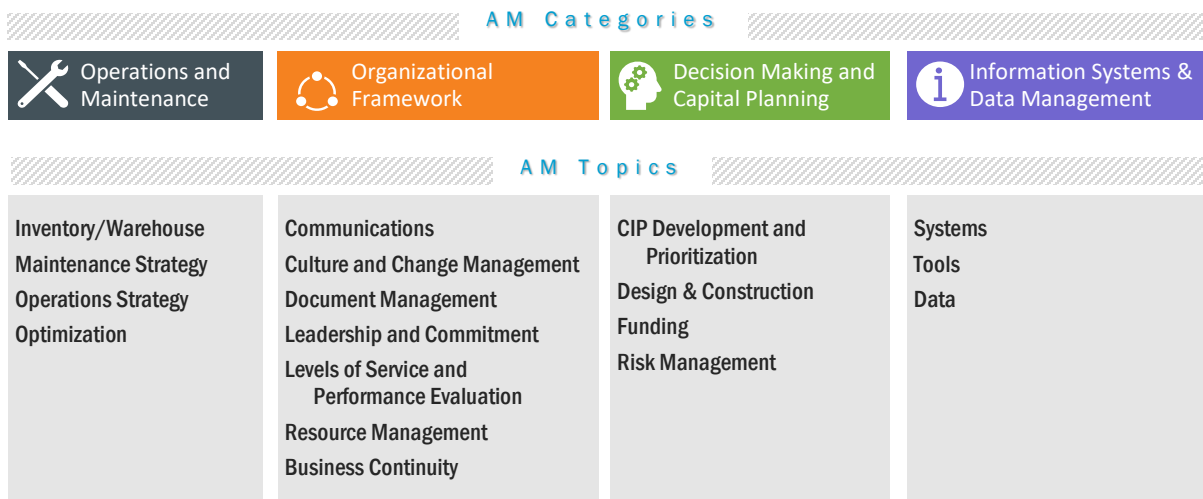 AM Categories
Operations and
Maintenance
Organizational
Framework
Decision Making and
Capital Planning
Information Systems &
Data Management
AM Topics
Inventory/Warehouse
Maintenance Strategy
Operations Strategy
Optimization
Communications
Culture and Change Management
Document Management
Leadership and Commitment
Levels of Service and
Performance Evaluation
Resource Management
Business Continuity
CIP Development and
Prioritization
Design & Construction
Funding
Risk Management
Systems
Tools
Data